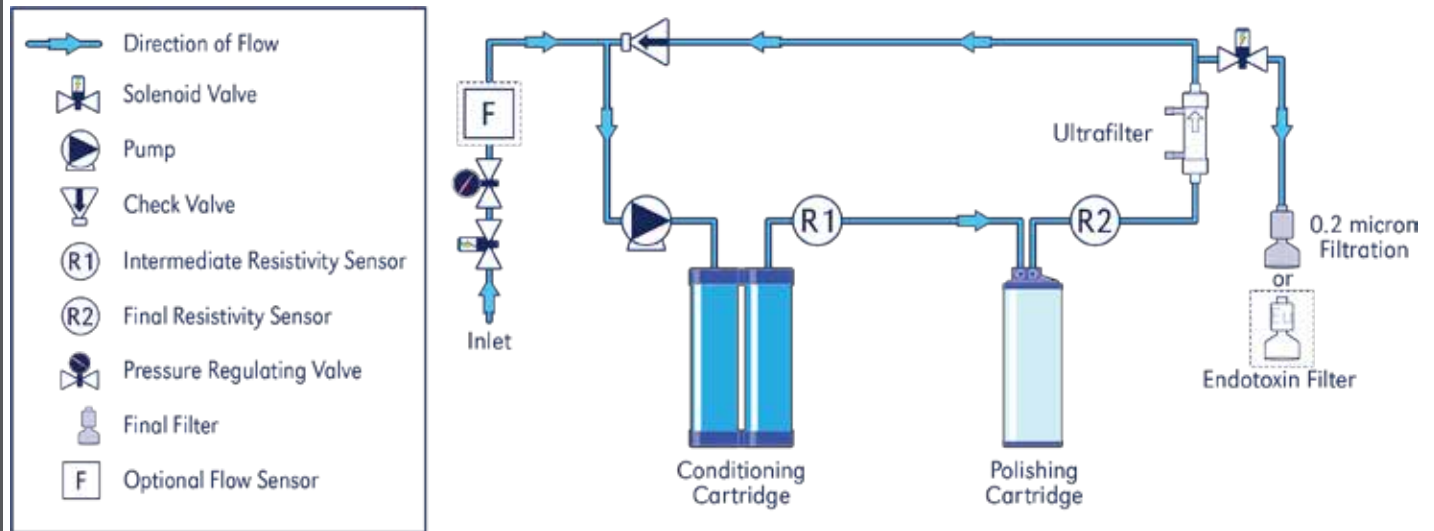 Direction of Flow
Solenoid Valve
Pump
Check Valve
R1
Intermediate Resistivity Sensor
R2
Final Resistivity Sensor
Pressure Regulating Valve
Final Filter
F
Optional Flow Sensor
F
Inlet
R1
Conditioning
Cartridge
R2
Polishing
Cartridge
Ultrafilter
0.2 micron
Filtration
or
EU
Endotoxin Filter